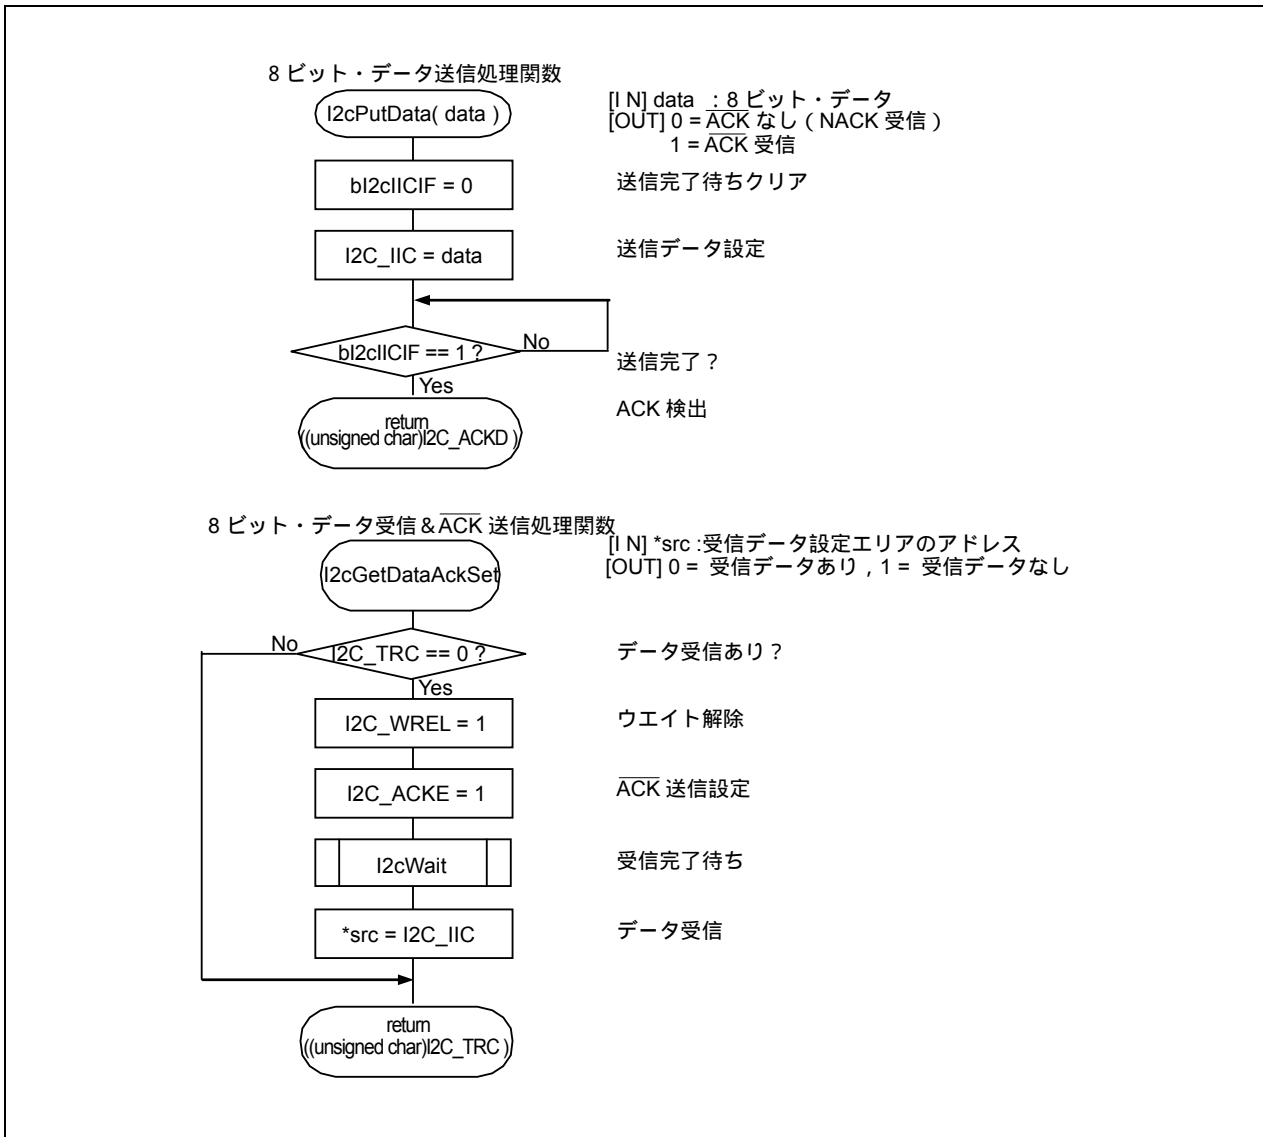 8 ビット・データ送信処理関数
I2cPutData( data )
[I N] data ：8 ビット・データ
[OUT] 0 = ACK なし（NACK 受信）
1 = ACK 受信
bI2cIICIF = 0
送信完了待ちクリア
I2C_IIC = data
送信データ設定
bI2cIICIF == 1 ?
No
送信完了？
Yes
ACK 検出
return
((unsigned char)I2C_ACKD )
8 ビット・データ受信＆ACK 送信処理関数
[I N] *src :受信データ設定エリアのアドレス
[OUT] 0 = 受信データあり , 1 = 受信データなし
I2cGetDataAckSet
No
I2C_TRC == 0 ?
データ受信あり？
Yes
I2C_WREL = 1
ウエイト解除
I2C_ACKE = 1
ACK 送信設定
I2cWait
受信完了待ち
*src = I2C_IIC
データ受信
return
((unsigned char)I2C_TRC )